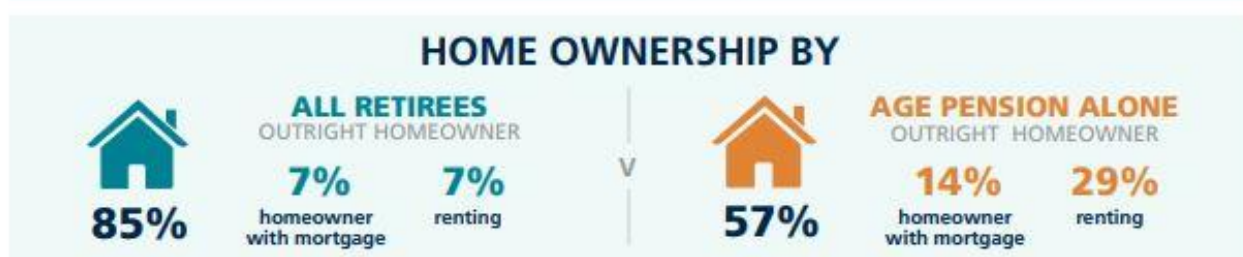 HOME OWNERSHIP BY
ALL RETIREES
OUTRIGHT HOMEOWNER
85%
7%
homeowner
with mortgage
7%
renting
V
AGE PENSION ALONE
OUTRIGHT HOMEOWNER
57%
14%
homeowner
with mortgage
29%
renting